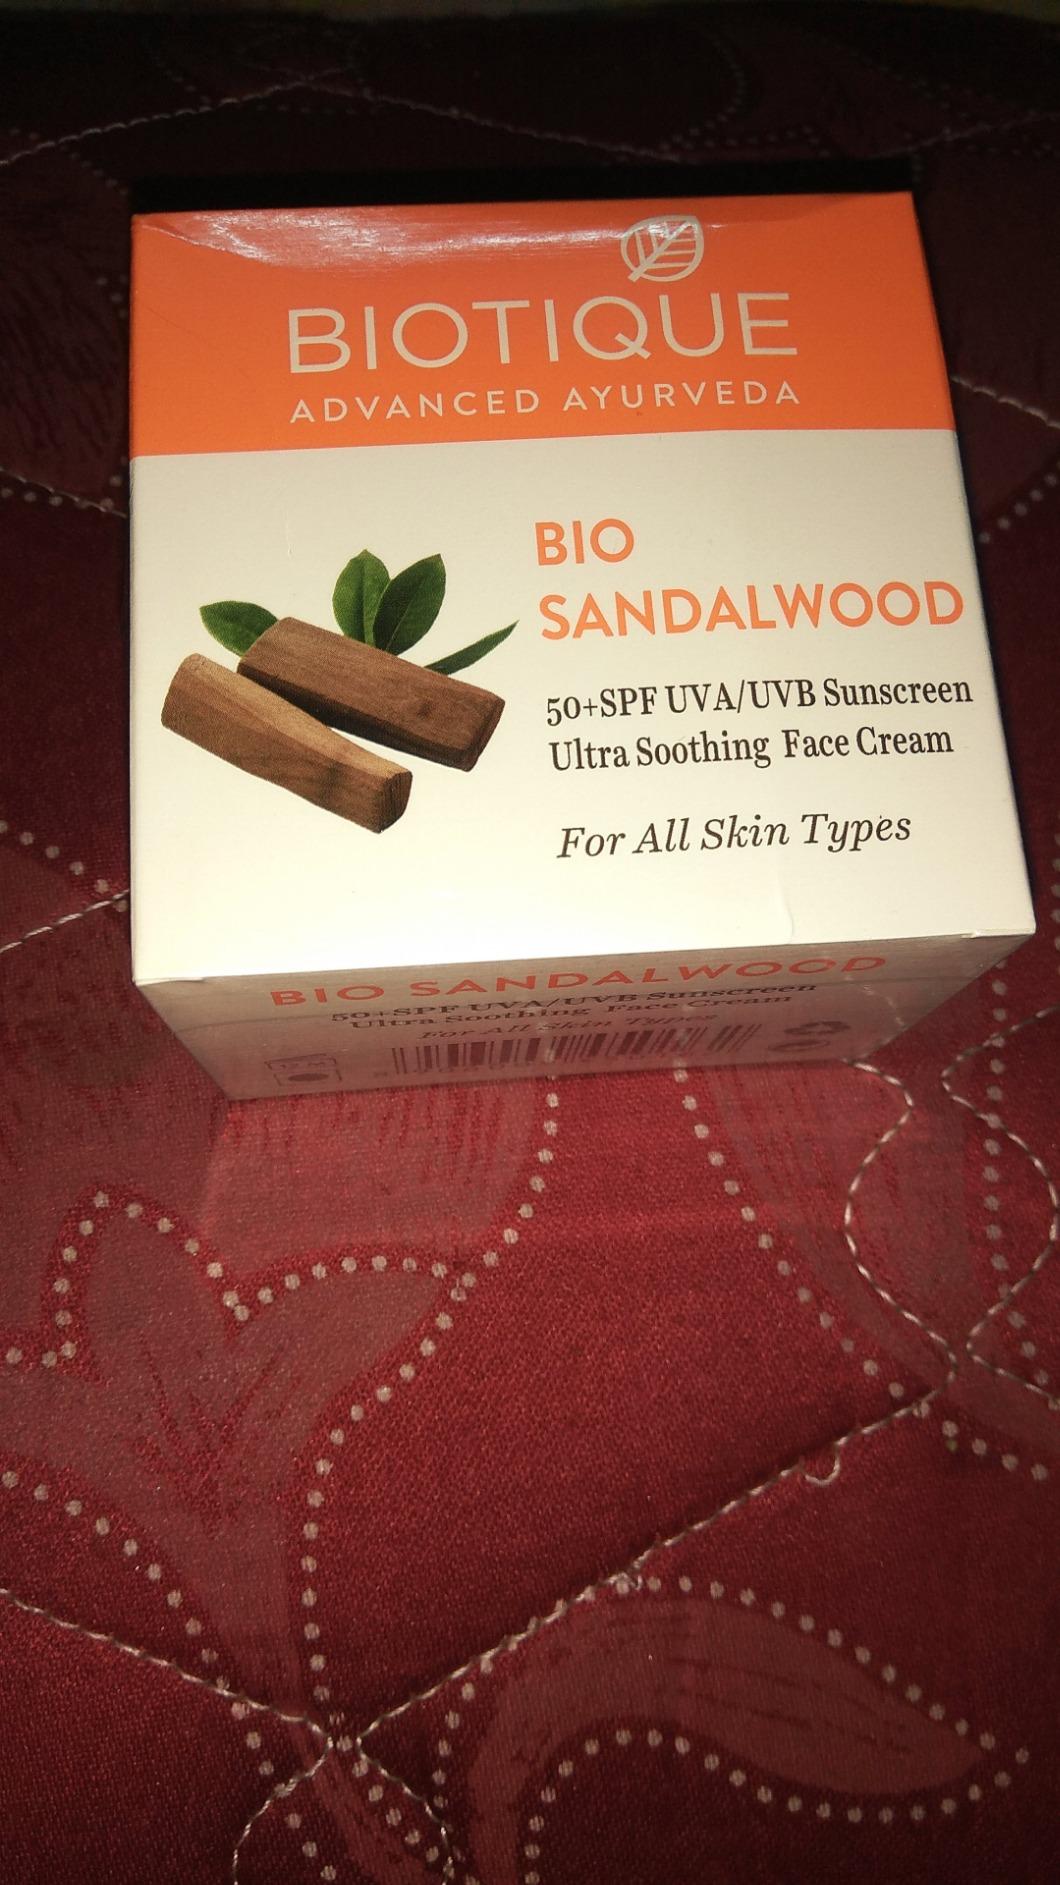 BIOTIQUE
ADVANCED AYURVEDA
BIO
SANDALWOOD
50+SPF UVA/UVB Sunscreen
Ultra Soothing Face Cream
For All Skin Types
BIO SANDALWOOD
50+SPF UVA/UVB Sunscreen
Ultra Soothing Face Cream
For All Skin Types